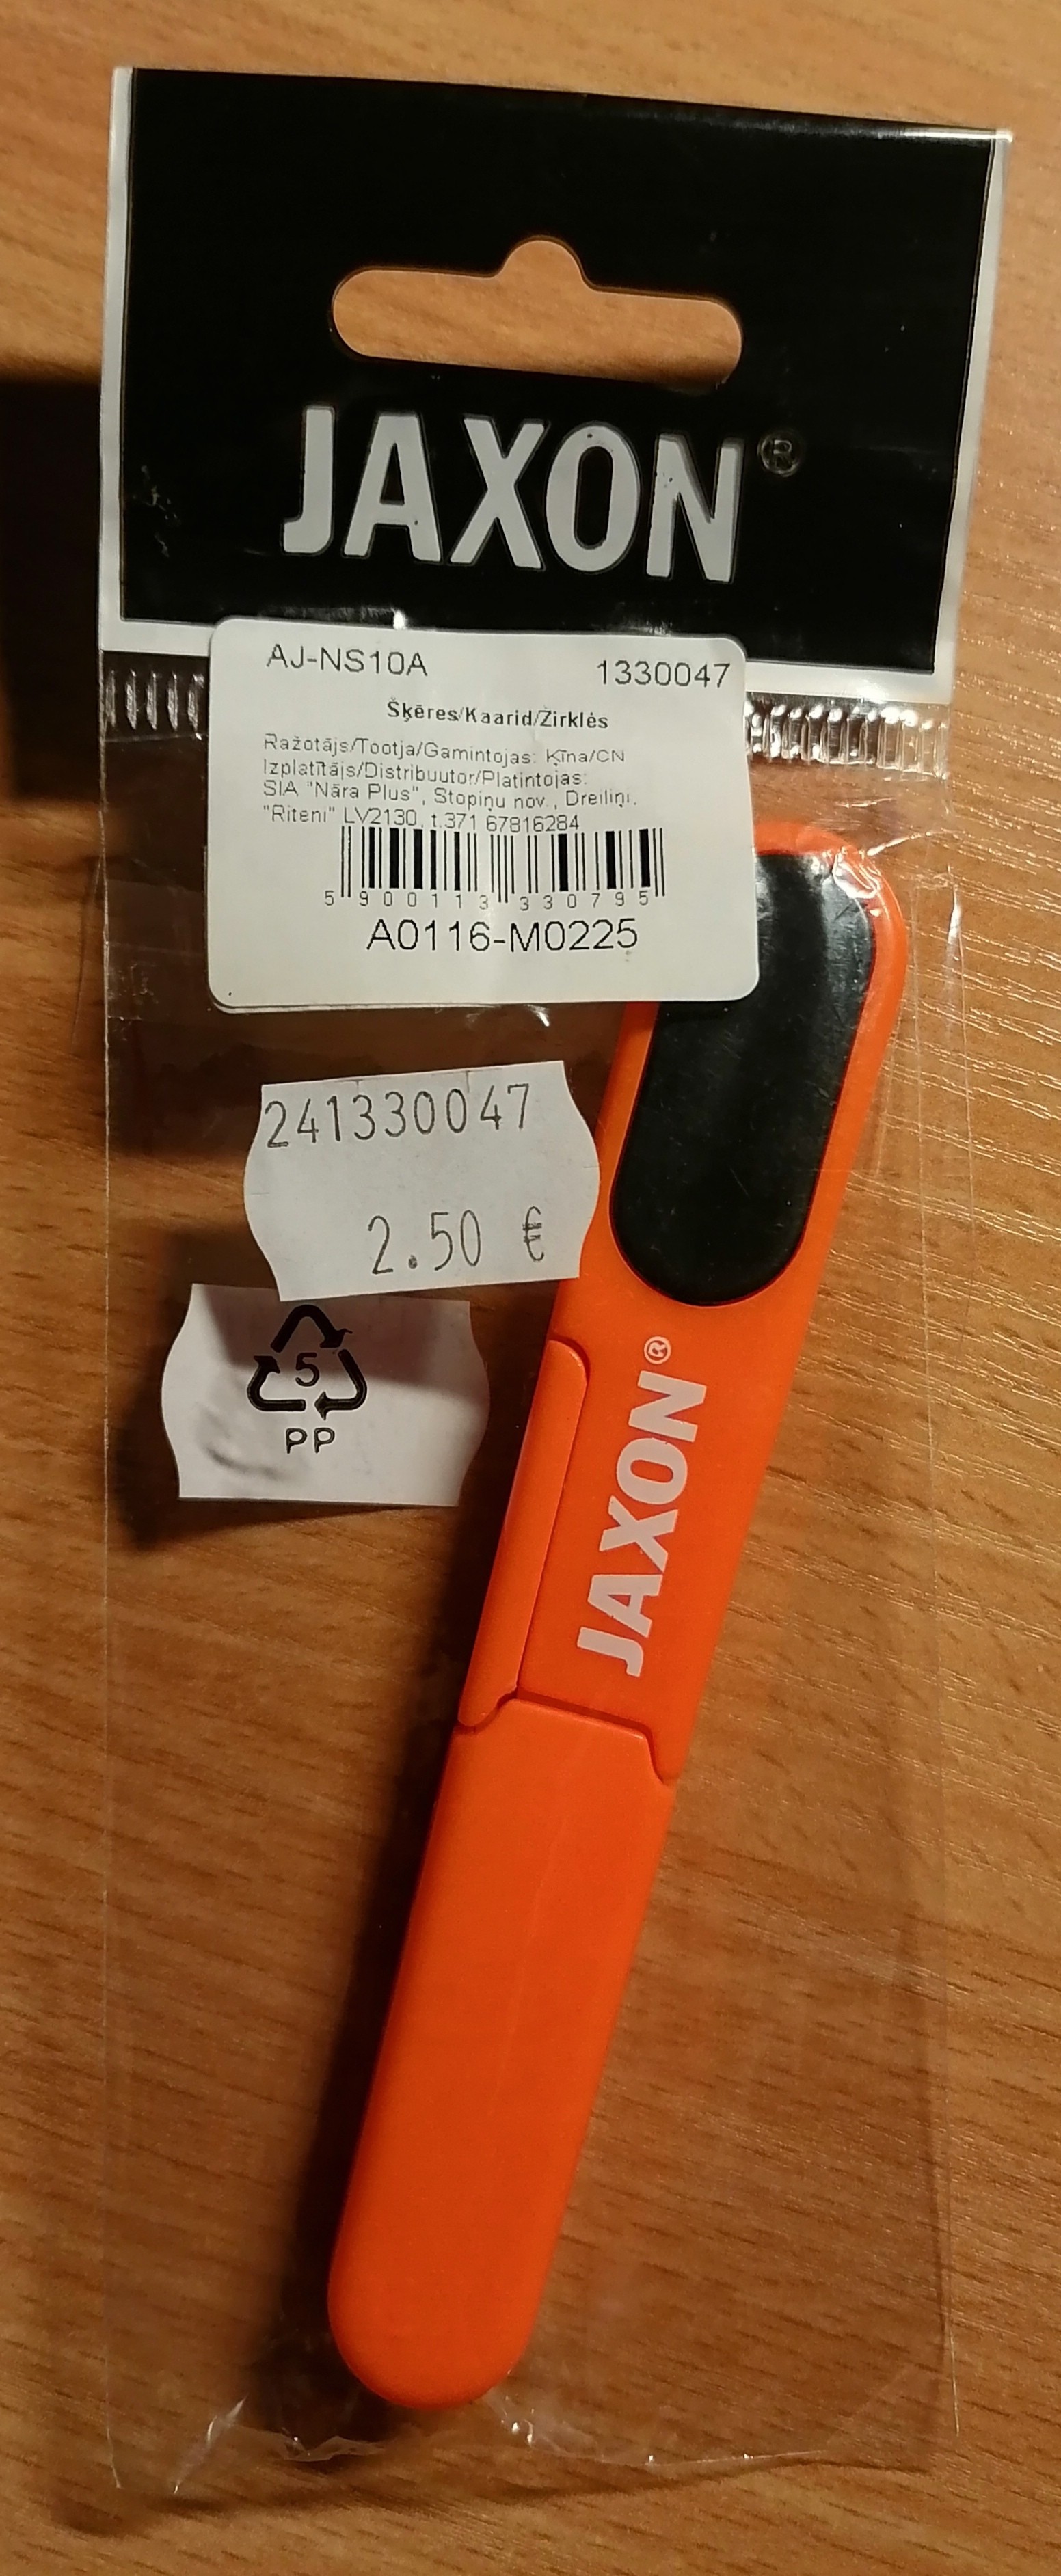 JAXON®
AJ-NS10A 1330047
Šķēres/Kaarid/Žirklės
Ražotājs/Tootja/Gamintojas: Ķīna/CN
Izplatītājs/Distribuutor/Platintojas:
SIA "Nāra Plus", Stopiņu nov., Dreiliņi.
"Riteņi" LV2130. t.371 67816284
5 900113 330795
A0116-M0225
241330047
2.50 €
5
PP
JAXON®